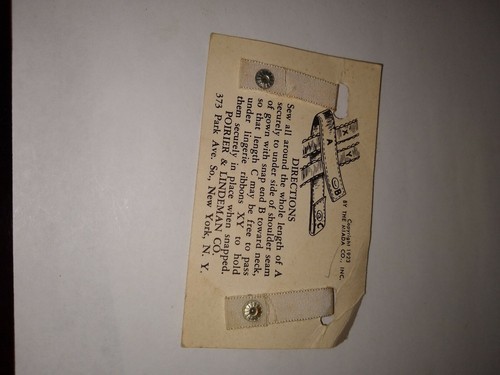 Copyright 1925
BY THE KIABA CO., INC.
X
Y
A
B
C
DIRECTIONS
Sew all around the whole length of A
securely to under side of shoulder seam
of gown with snap end B toward neck,
so that length C may be free to pass
under lingerie ribbons XY to hold
them securely in place when snapped.
POIRIER & LINDEMAN CO.
373 Park Ave. So., New York, N. Y.